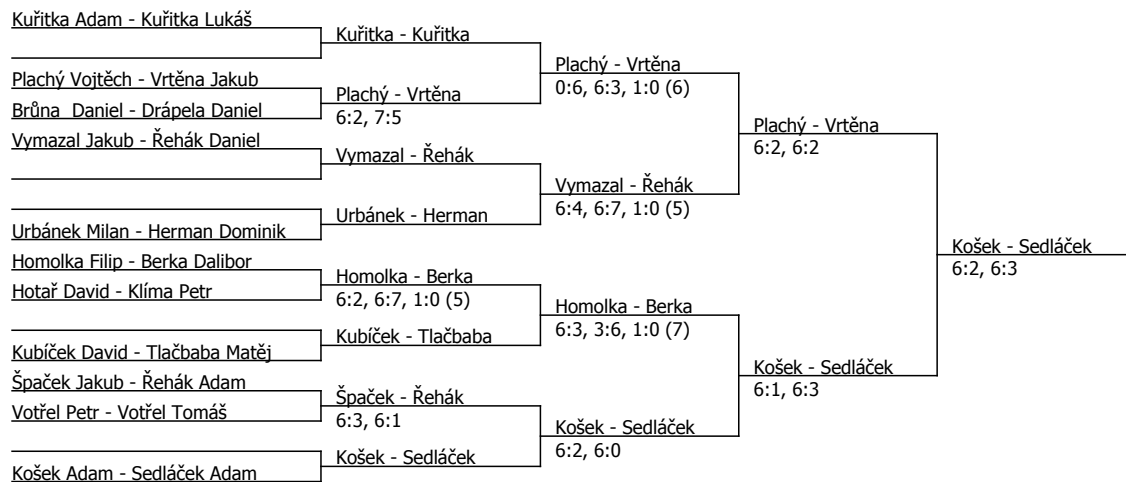 Kuřitka Adam - Kuřitka Lukáš
Kuřitka - Kuřitka
Plachý - Vrtěna
0:6, 6:3, 1:0 (6)
Plachý Vojtěch - Vrtěna Jakub
Plachý - Vrtěna
6:2, 7:5
Brůna  Daniel - Drápela Daniel
Plachý - Vrtěna
6:2, 6:2
Vymazal Jakub - Řehák Daniel
Vymazal - Řehák
Vymazal - Řehák
6:4, 6:7, 1:0 (5)
Urbánek - Herman
Urbánek Milan - Herman Dominik
Košek - Sedláček
6:2, 6:3
Homolka Filip - Berka Dalibor
Homolka - Berka
6:2, 6:7, 1:0 (5)
Hotař David - Klíma Petr
Homolka - Berka
6:3, 3:6, 1:0 (7)
Kubíček - Tlačbaba
Kubíček David - Tlačbaba Matěj
Košek - Sedláček
6:1, 6:3
Špaček Jakub - Řehák Adam
Špaček - Řehák
6:3, 6:1
Votřel Petr - Votřel Tomáš
Košek - Sedláček
6:2, 6:0
Košek - Sedláček
Košek Adam - Sedláček Adam